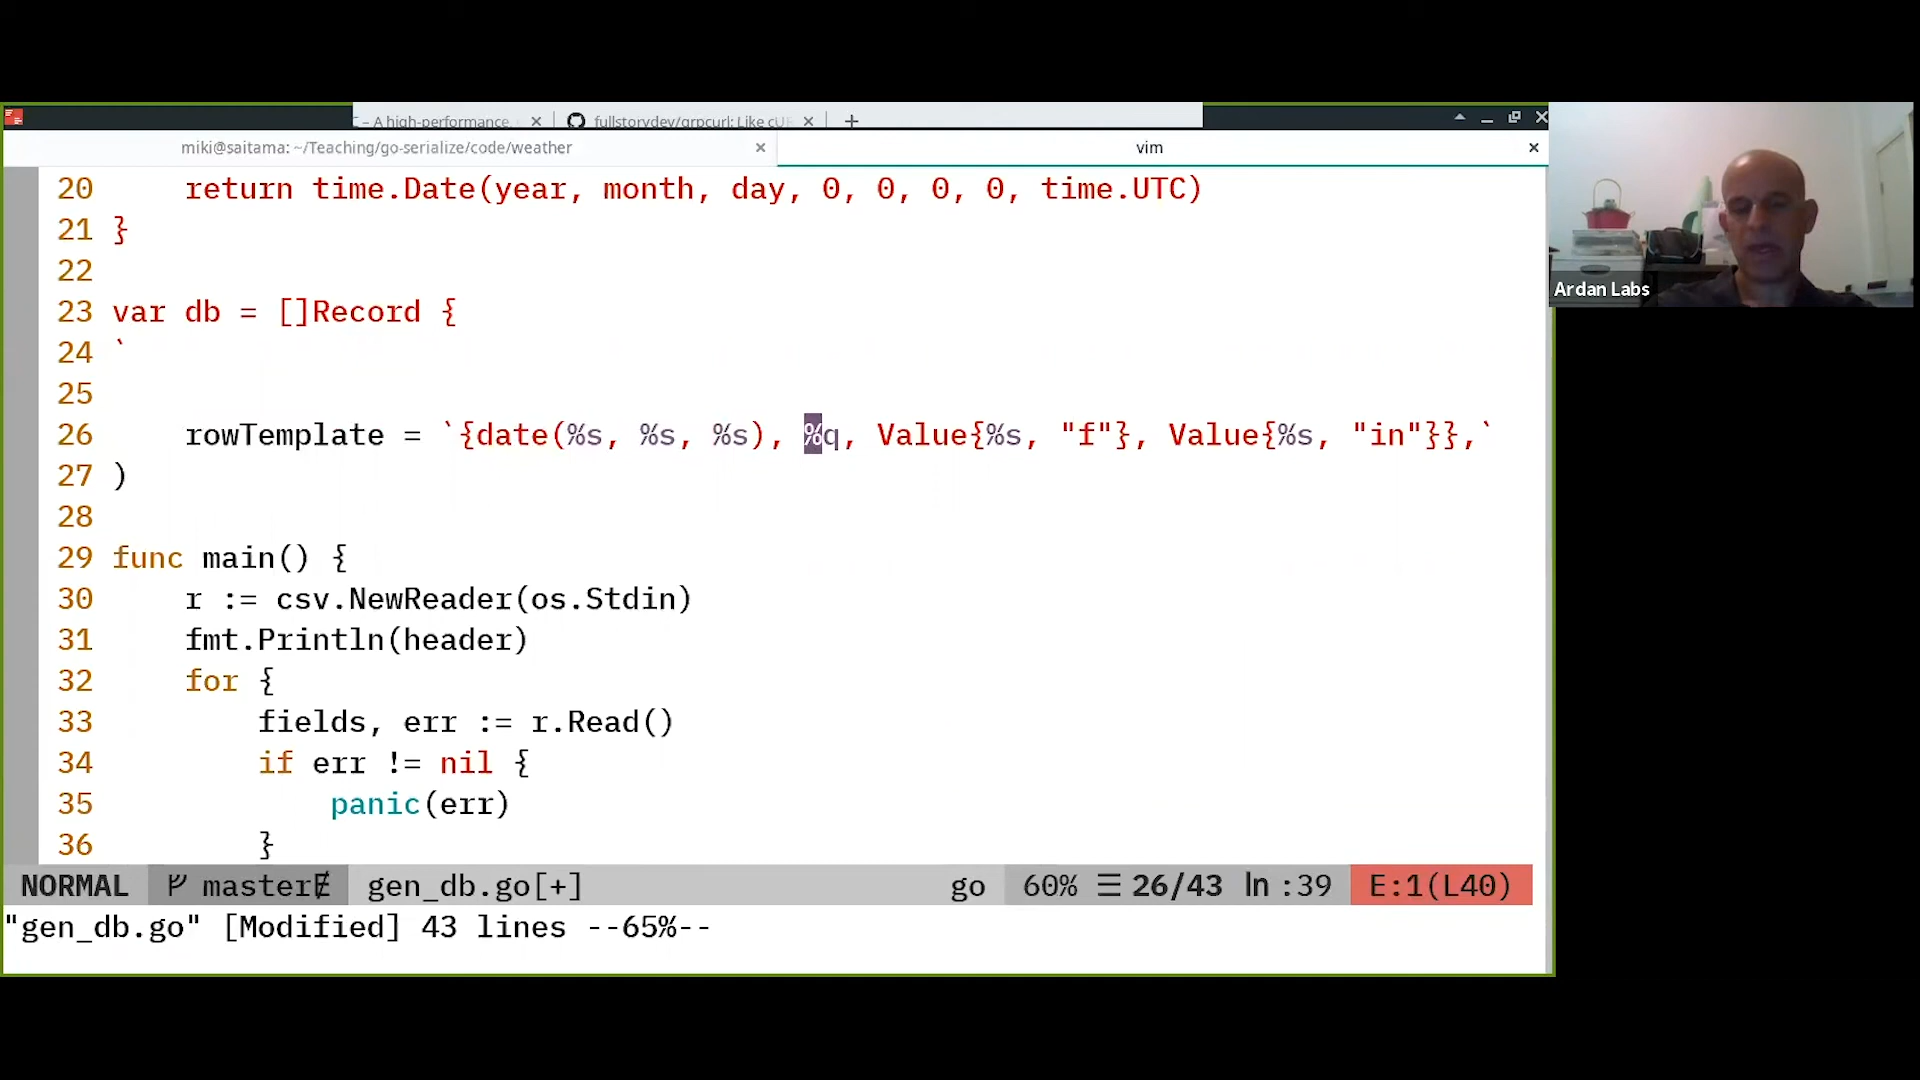 – A high-performance,
fullstorydev/grpcurl: Like cU
miki@saitama: ~/Teaching/go-serialize/code/weather
vim
20 return time.Date(year, month, day, 0, 0, 0, 0, time.UTC)
21 }
22
23 var db = []Record {
24 `
25
26 rowTemplate = `{date(%s, %s, %s), %q, Value{%s, "f"}, Value{%s, "in"}},`
27 )
28
29 func main() {
30 r := csv.NewReader(os.Stdin)
31 fmt.Println(header)
32 for {
33 fields, err := r.Read()
34 if err != nil {
35 panic(err)
36 }
NORMAL masterɆ gen_db.go[+] go 60% ☰ 26/43 ln :39 E:1(L40)
"gen_db.go" [Modified] 43 lines --65%--
Ardan Labs